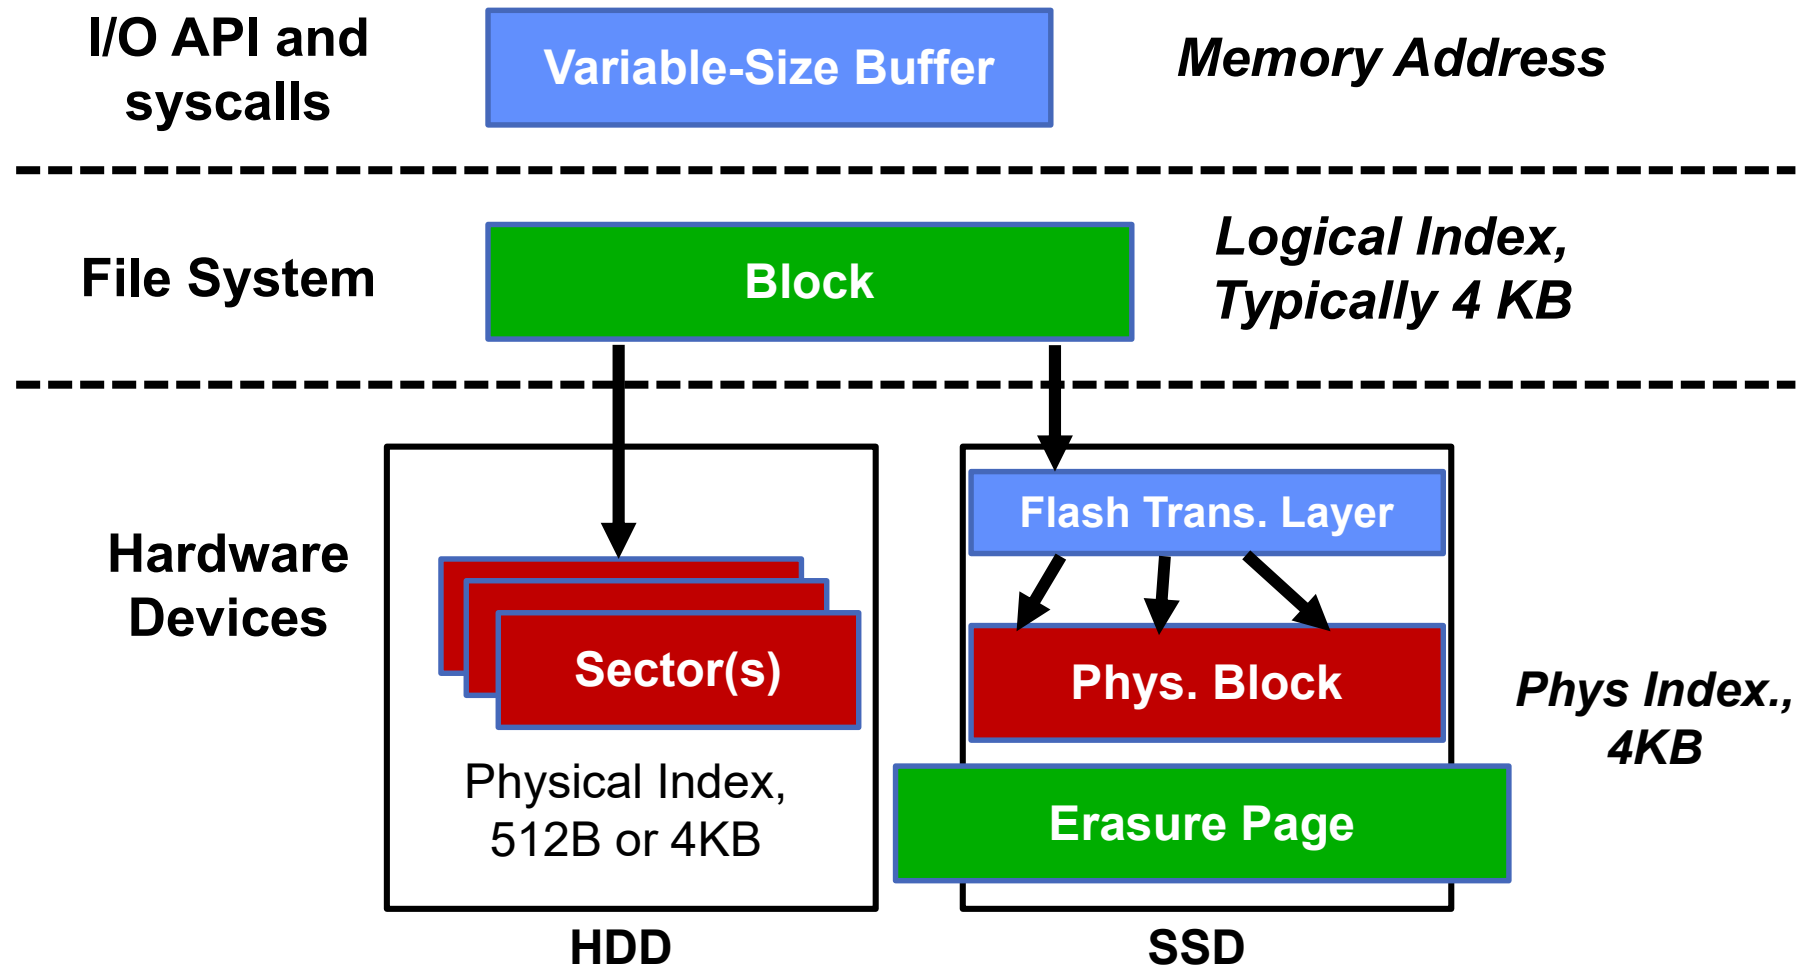 I/O API and
syscalls
Variable-Size Buffer
Memory Address
File System
Block
Logical Index,
Typically 4 KB
Hardware
Devices
Sector(s)
Physical Index,
512B or 4KB
HDD
Flash Trans. Layer
Phys. Block
Erasure Page
SSD
Phys Index.,
4KB